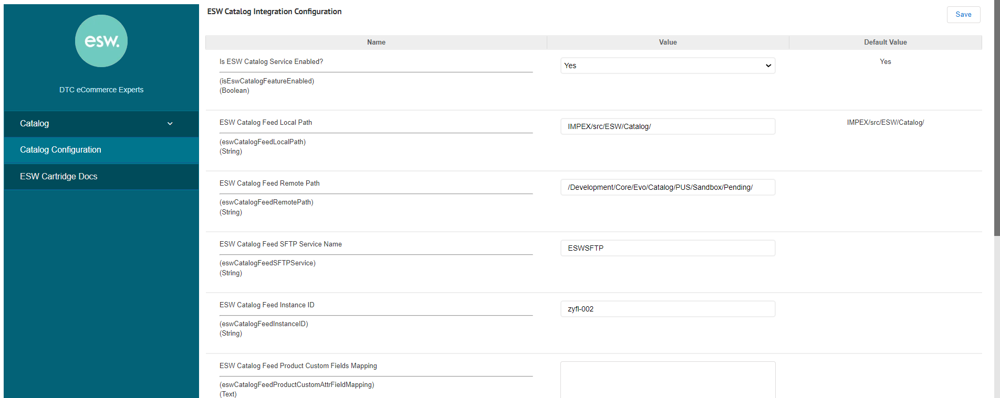 esw.
DTC eCommerce Experts
Catalog
Catalog Configuration
ESW Cartridge Docs
ESW Catalog Integration Configuration
Save
Name Value Default Value
Is ESW Catalog Service Enabled?
(isEswCatalogFeatureEnabled)
(Boolean)
Yes
Yes
ESW Catalog Feed Local Path
(eswCatalogFeedLocalPath)
(String)
IMPEX/src/ESW/Catalog/
IMPEX/src/ESW/Catalog/
ESW Catalog Feed Remote Path
(eswCatalogFeedRemotePath)
(String)
/Development/Core/Evo/Catalog/PUS/Sandbox/Pending/
ESW Catalog Feed SFTP Service Name
(eswCatalogFeedSFTPService)
(String)
ESWSFTP
ESW Catalog Feed Instance ID
(eswCatalogFeedInstanceID)
(String)
zyfl-002
ESW Catalog Feed Product Custom Fields Mapping
(eswCatalogFeedProductCustomAttrFieldMapping)
(Text)